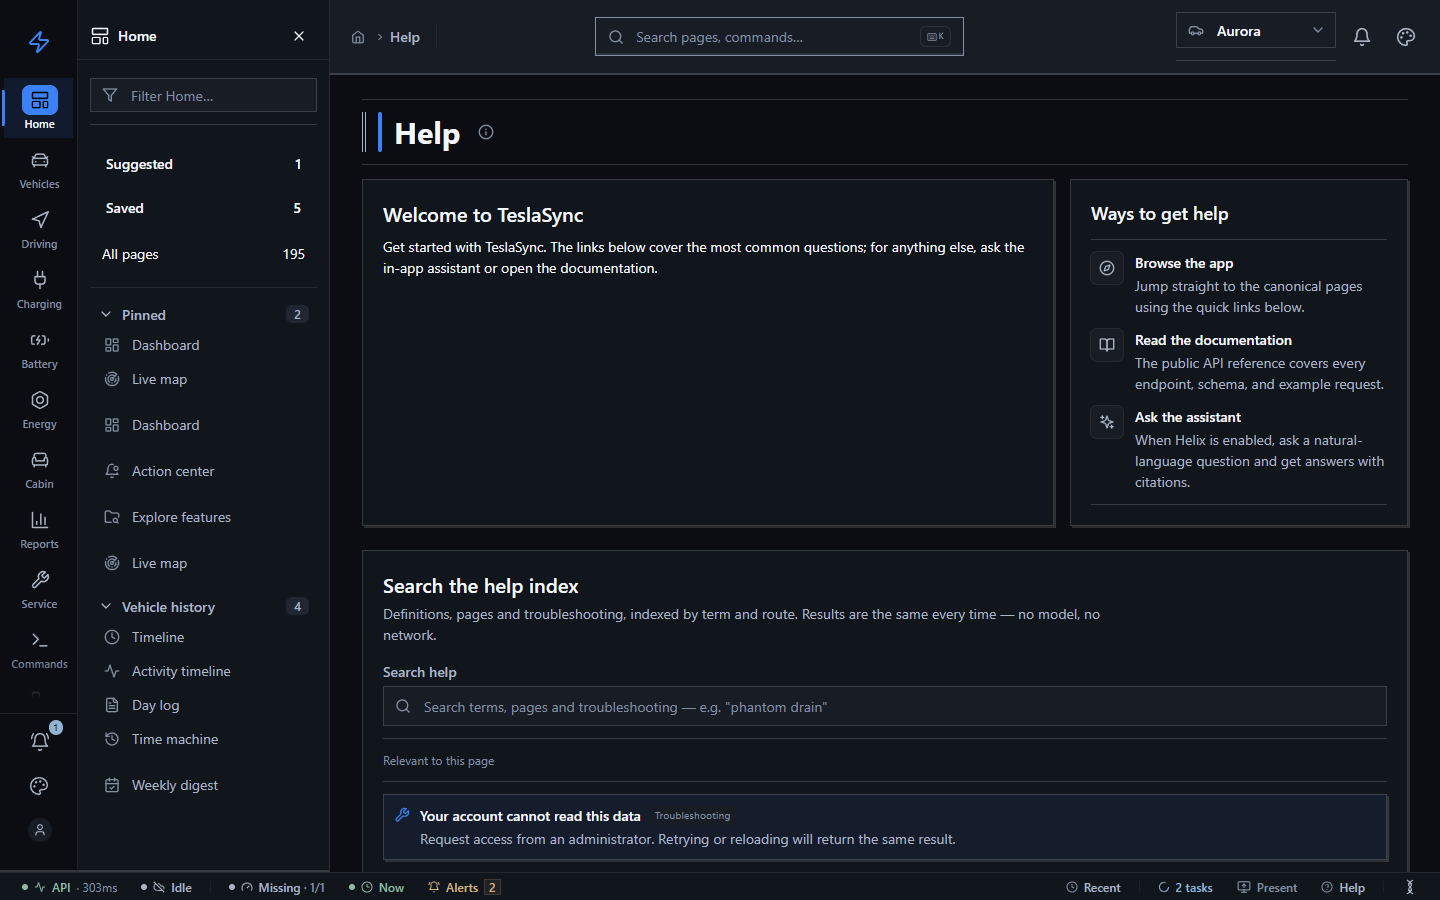 Home
Vehicles
Driving
Charging
Battery
Energy
Cabin
Reports
Service
Commands
1
Home
Filter Home...
Suggested 1
Saved 5
All pages 195
Pinned 2
Dashboard
Live map
Dashboard
Action center
Explore features
Live map
Vehicle history 4
Timeline
Activity timeline
Day log
Time machine
Weekly digest
Help
Search pages, commands... K
Aurora
Help
Welcome to TeslaSync
Get started with TeslaSync. The links below cover the most common questions; for anything else, ask the
in-app assistant or open the documentation.
Ways to get help
Browse the app
Jump straight to the canonical pages
using the quick links below.
Read the documentation
The public API reference covers every
endpoint, schema, and example request.
Ask the assistant
When Helix is enabled, ask a natural-
language question and get answers with
citations.
Search the help index
Definitions, pages and troubleshooting, indexed by term and route. Results are the same every time — no model, no
network.
Search help
Search terms, pages and troubleshooting — e.g. "phantom drain"
Relevant to this page
Your account cannot read this data Troubleshooting
Request access from an administrator. Retrying or reloading will return the same result.
API · 303ms Idle Missing · 1/1 Now Alerts 2 Recent 2 tasks Present Help